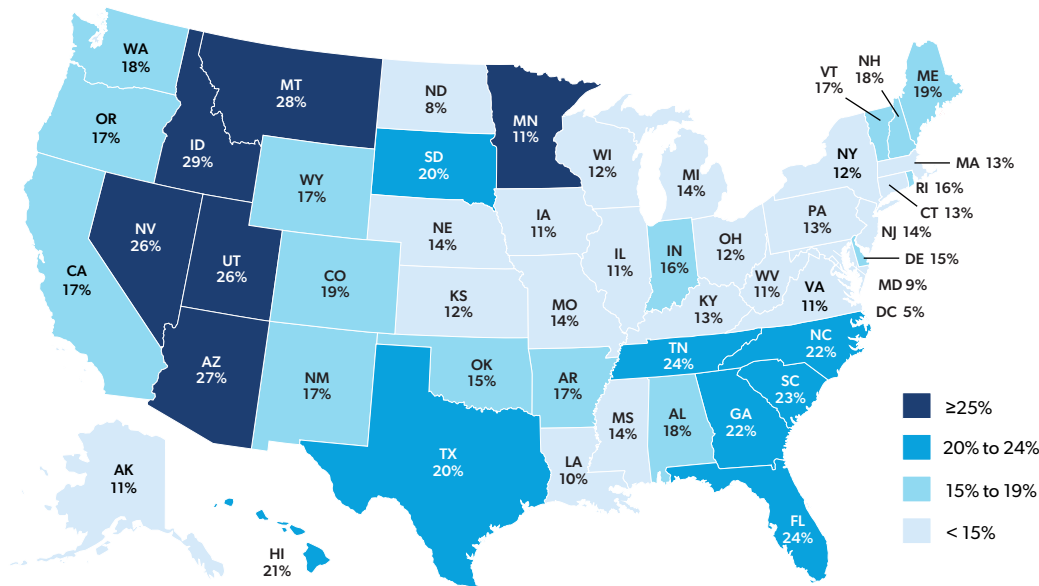 WA
18%
OR
17%
CA
17%
NV
26%
ID
29%
MT
28%
WY
17%
UT
26%
AZ
27%
CO
19%
NM
17%
ND
8%
SD
20%
NE
14%
KS
12%
OK
15%
TX
20%
MN
11%
IA
11%
MO
14%
AR
17%
LA
10%
WI
12%
IL
11%
MI
14%
IN
16%
OH
12%
KY
13%
TN
24%
MS
14%
AL
18%
GA
22%
FL
24%
SC
23%
NC
22%
VA
11%
WV
11%
PA
13%
NY
12%
VT
17%
NH
18%
ME
19%
MA 13%
RI 16%
CT 13%
NJ 14%
DE 15%
MD 9%
DC 5%
AK
11%
HI
21%
≥25%
20% to 24%
15% to 19%
< 15%